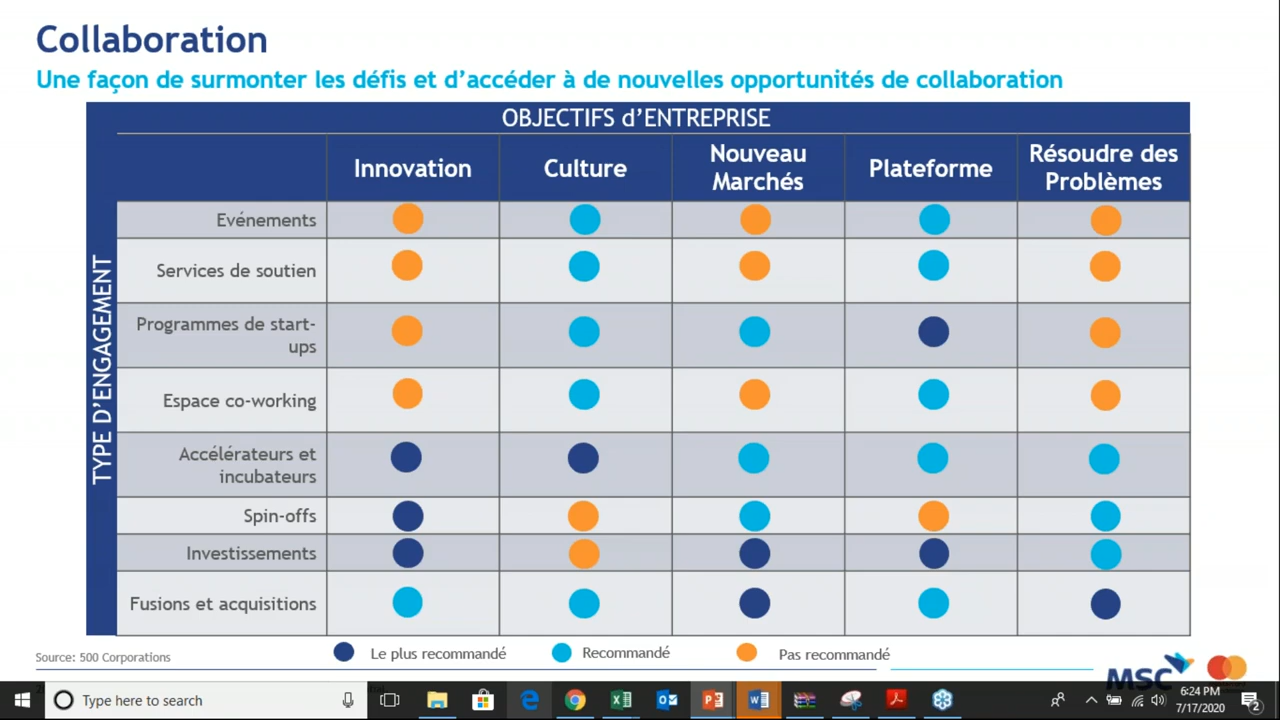 Collaboration
Une façon de surmonter les défis et d’accéder à de nouvelles opportunités de collaboration
OBJECTIFS d’ENTREPRISE
Innovation
Culture
Nouveau
Marchés
Plateforme
Résoudre des
Problèmes
TYPE D’ENGAGEMENT
Evénements
Services de soutien
Programmes de start-
ups
Espace co-working
Accélérateurs et
incubateurs
Spin-offs
Investissements
Fusions et acquisitions
Source: 500 Corporations
Le plus recommandé
Recommandé
Pas recommandé
MSC
Type here to search
6:24 PM
7/17/2020
2